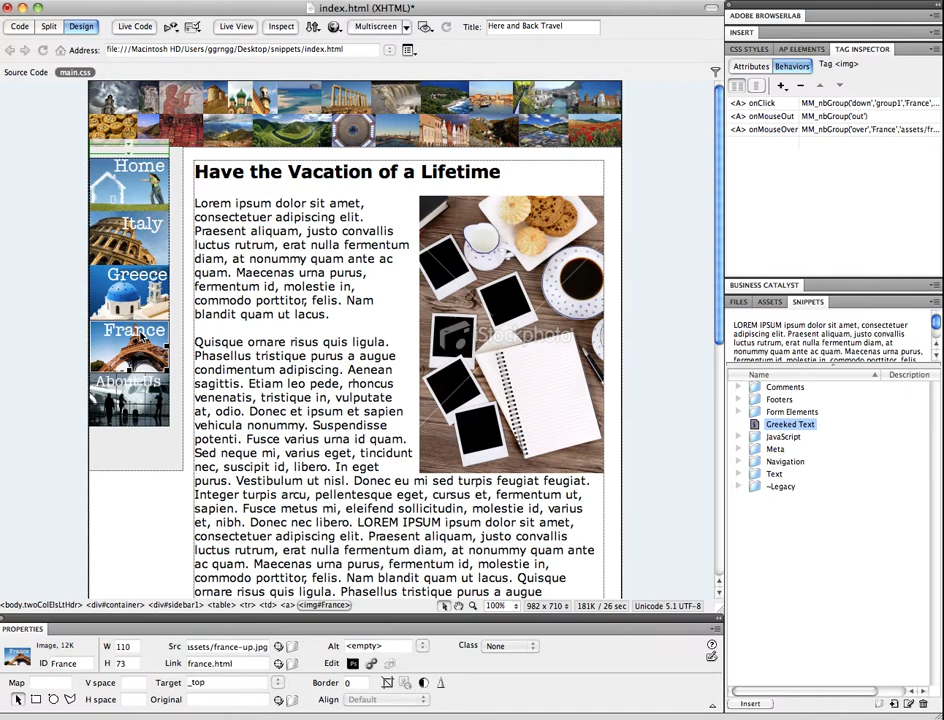 index.html (XHTML)*
Code Split Design Live Code Live View Inspect Multiscreen Title: Here and Back Travel
Address: file:///Macintosh HD/Users/ggrngg/Desktop/snippets/index.html
Source Code main.css
Home
Italy
Greece
France
About Us
Have the Vacation of a Lifetime
Lorem ipsum dolor sit amet,
consectetuer adipiscing elit.
Praesent aliquam, justo convallis
luctus rutrum, erat nulla fermentum
diam, at nonummy quam ante ac
quam. Maecenas urna purus,
fermentum id, molestie in,
commodo porttitor, felis. Nam
blandit quam ut lacus.
Quisque ornare risus quis ligula.
Phasellus tristique purus a augue
condimentum adipiscing. Aenean
sagittis. Etiam leo pede, rhoncus
venenatis, tristique in, vulputate
at, odio. Donec et ipsum et sapien
vehicula nonummy. Suspendisse
potenti. Fusce varius urna id quam.
Sed neque mi, varius eget, tincidunt
nec, suscipit id, libero. In eget
purus. Vestibulum ut nisl. Donec eu mi sed turpis feugiat feugiat.
Integer turpis arcu, pellentesque eget, cursus et, fermentum ut,
sapien. Fusce metus mi, eleifend sollicitudin, molestie id, varius
et, nibh. Donec nec libero. LOREM IPSUM ipsum dolor sit amet,
consectetuer adipiscing elit. Praesent aliquam, justo convallis
luctus rutrum, erat nulla fermentum diam, at nonummy quam ante
ac quam. Maecenas urna purus, fermentum id, molestie in,
commodo porttitor, felis. Nam blandit quam ut lacus. Quisque
ornare risus quis ligula. Phasellus tristique purus a augue
iStockphoto
<body.twoColElsLtHdr> <div#container> <div#sidebar1> <table> <tr> <td> <a> <img#France> 100% 982 x 710 181K / 26 sec Unicode 5.1 UTF-8
PROPERTIES
Image, 12K W 110 Src assets/france-up.jpg Alt <empty> Class None
ID France H 73 Link france.html Edit Ps
Map V space Target _top Border 0
H space Original Align Default
ADOBE BROWSERLAB
INSERT
CSS STYLES AP ELEMENTS TAG INSPECTOR
Attributes Behaviors Tag <img>
<A> onClick MM_nbGroup('down','group1','France',...
<A> onMouseOut MM_nbGroup('out')
<A> onMouseOver MM_nbGroup('over','France','assets/fr...
BUSINESS CATALYST
FILES ASSETS SNIPPETS
LOREM IPSUM ipsum dolor sit amet,
consectetuer adipiscing elit. Praesent
aliquam, justo convallis luctus rutrum,
erat nulla fermentum diam, at nonummy
Name Description
Comments
Footers
Form Elements
Greeked Text
JavaScript
Meta
Navigation
Text
~Legacy
Insert